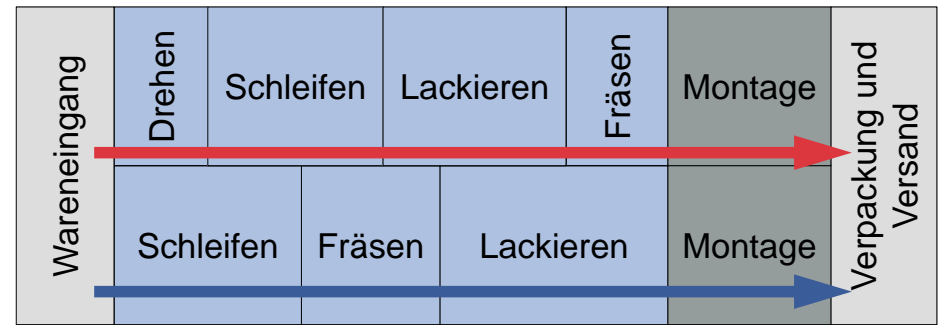 Wareneingang
Drehen
Schleifen
Lackieren
Fräsen
Montage
Schleifen
Fräsen
Lackieren
Montage
Verpackung und
Versand